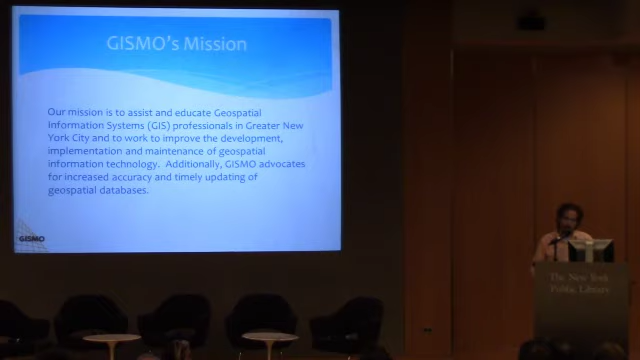 GISMO's Mission
Our mission is to assist and educate Geospatial
Information Systems (GIS) professionals in Greater New
York City and to work to improve the development,
implementation and maintenance of geospatial
information technology.  Additionally, GISMO advocates
for increased accuracy and timely updating of
geospatial databases.
GISMO
The New York
Public Library